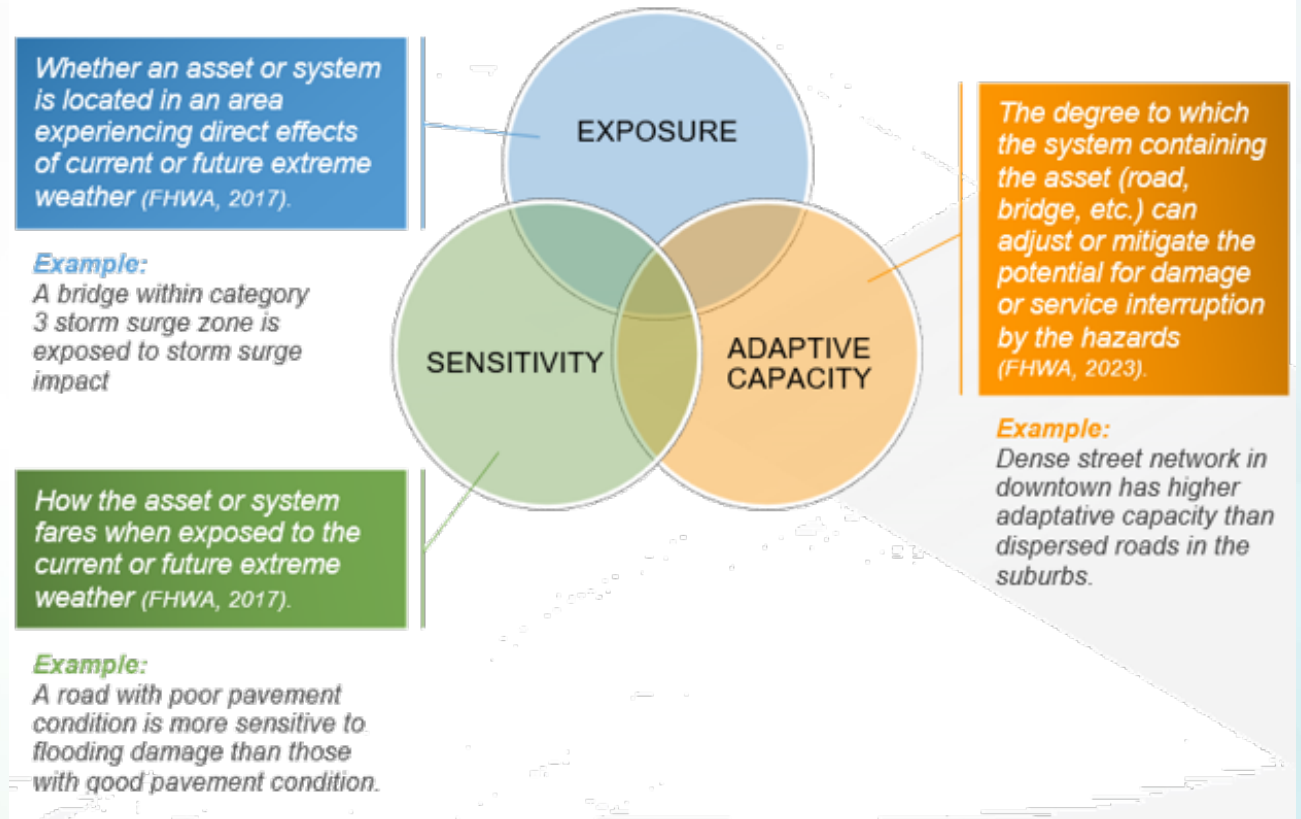 Whether an asset or system
is located in an area
experiencing direct effects
of current or future extreme
weather (FHWA, 2017).
Example:
A bridge within category
3 storm surge zone is
exposed to storm surge
impact
How the asset or system
fares when exposed to the
current or future extreme
weather (FHWA, 2017).
Example:
A road with poor pavement
condition is more sensitive to
flooding damage than those
with good pavement condition.
EXPOSURE
SENSITIVITY
ADAPTIVE
CAPACITY
The degree to which
the system containing
the asset (road,
bridge, etc.) can
adjust or mitigate the
potential for damage
or service interruption
by the hazards
(FHWA, 2023).
Example:
Dense street network in
downtown has higher
adaptative capacity than
dispersed roads in the
suburbs.